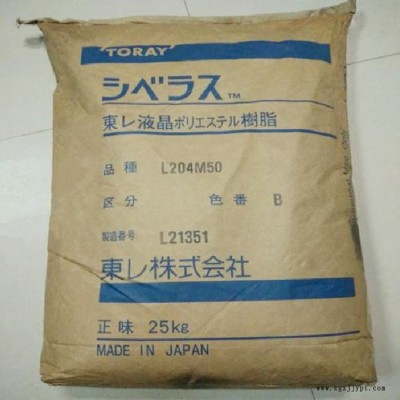 TORAY
シベラス™
東レ液晶ポリエステル樹脂
品種 L204M50
区分 色番 B
製造番号 L21351
東レ株式会社
正味 25kg
MADE IN JAPAN